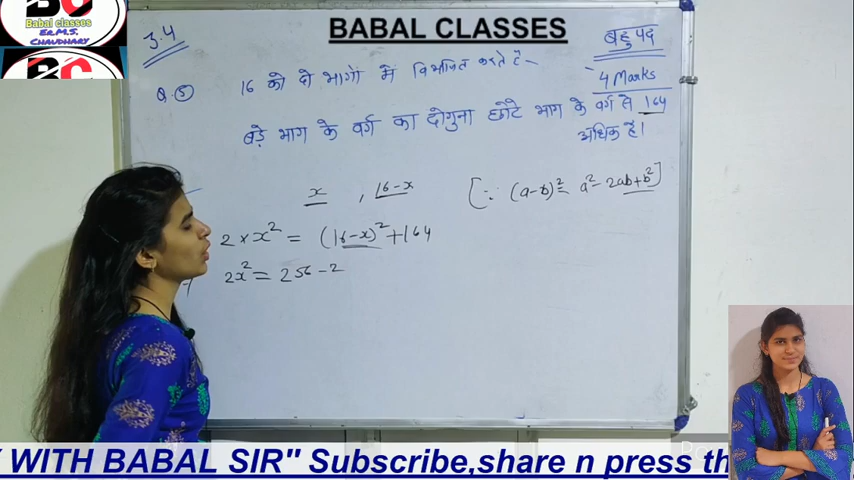 BC
Babal classes
Er.M.S.
CHAUDHARY
BC
BABAL CLASSES
3.4
बहुपद
4 Marks
Q. 5 16 को दो भागों में विभाजित करते हैं -
बड़े भाग के वर्ग का दोगुना छोटे भाग के वर्ग से 164
अधिक है।
x , 16-x [∵ (a-b)² = a² - 2ab + b²]
2 × x² = (16-x)² + 164
2x² = 256 - 2
WITH BABAL SIR" Subscribe,share n press th